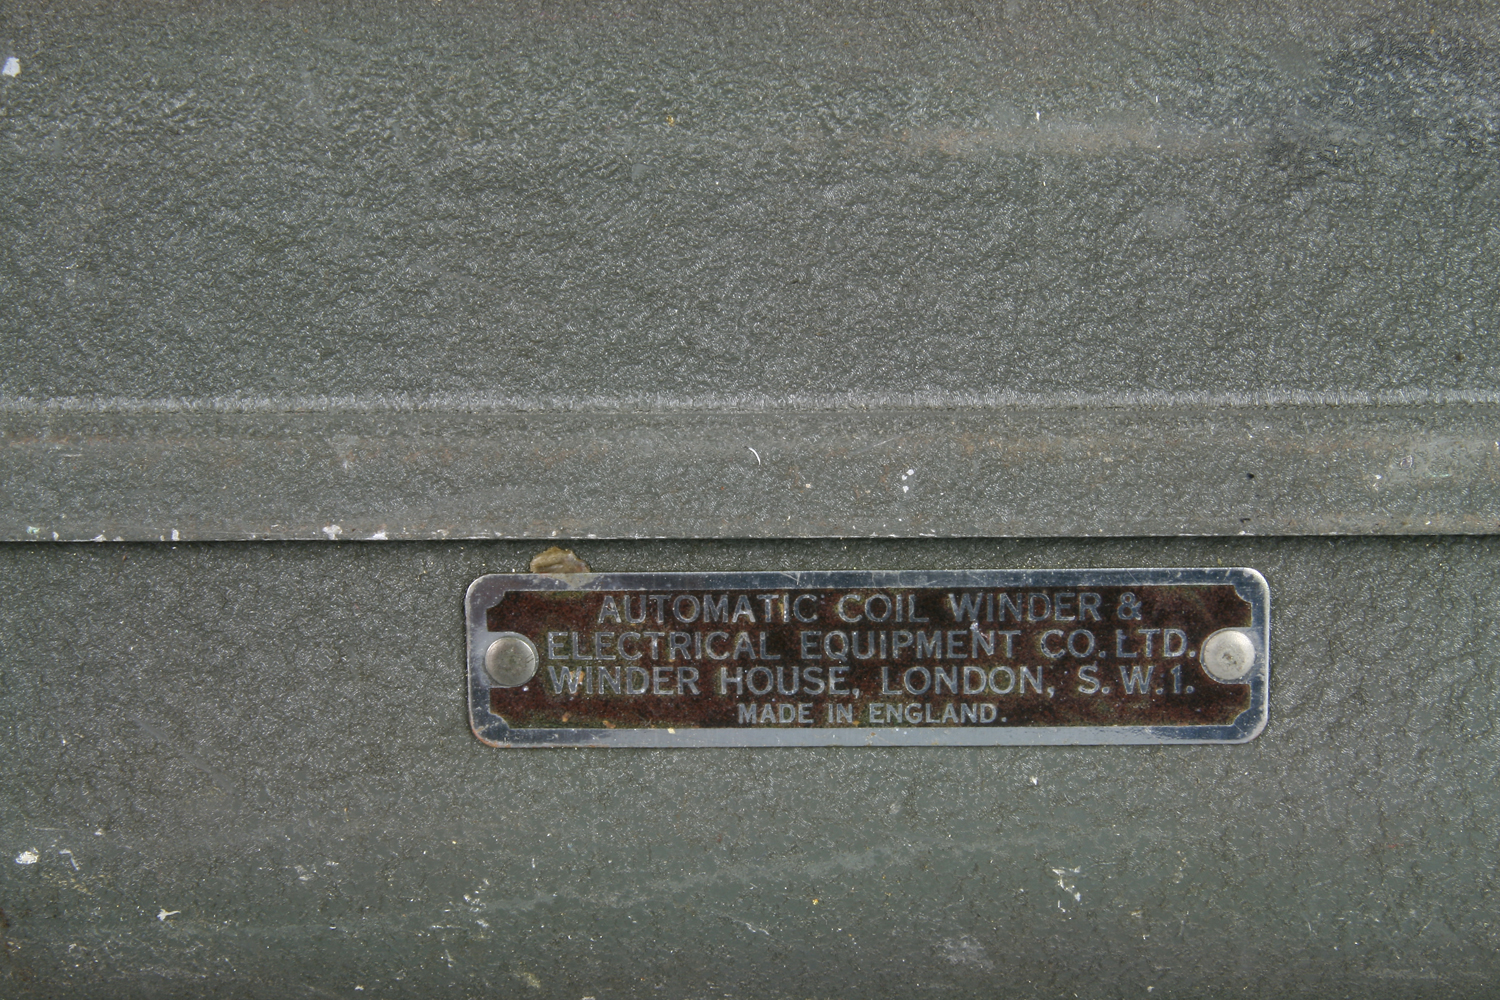 AUTOMATIC COIL WINDER &
ELECTRICAL EQUIPMENT CO. LTD.
WINDER HOUSE, LONDON, S.W.1.
MADE IN ENGLAND.